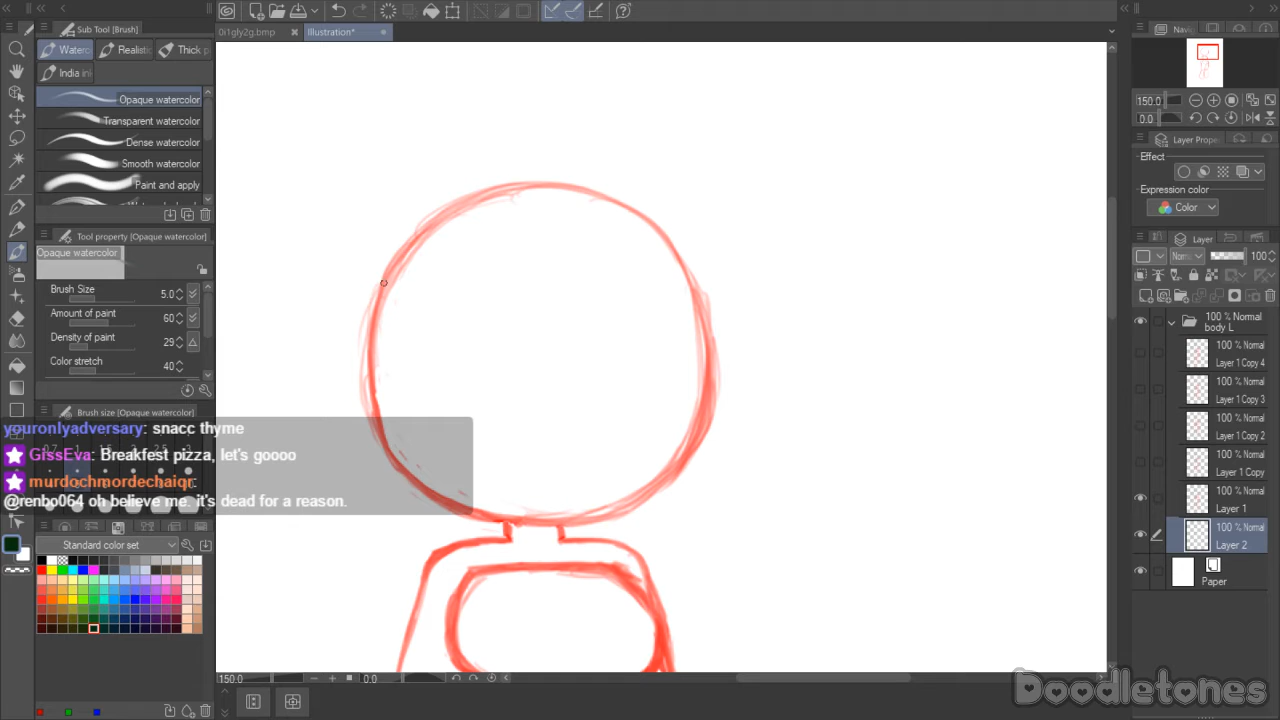 Sub Tool [Brush]
Waterc
Realistic
Thick p
India in
Opaque watercolor
Transparent watercolor
Dense watercolor
Smooth watercolor
Paint and apply
Tool property [Opaque watercolor]
Opaque watercolor
Brush Size 5.0
Amount of paint 60
Density of paint 29
Color stretch 40
Brush size [Opaque watercolor]
youronlyadversary: snacc thyme
GissEva: Breakfest pizza, let's goooo
murdochmordechaiqr:
@renbo064 oh believe me. it's dead for a reason.
Standard color set
0i1gly2g.bmp
Illustration*
150.0
0.0
Navig
150.0
0.0
Layer Prope
Effect
Expression color
Color
Layer
Norma
100
100 % Normal
body L
100 % Normal
Layer 1 Copy 4
100 % Normal
Layer 1 Copy 3
100 % Normal
Layer 1 Copy 2
100 % Normal
Layer 1 Copy
100 % Normal
Layer 1
100 % Normal
Layer 2
Paper
Doodletones